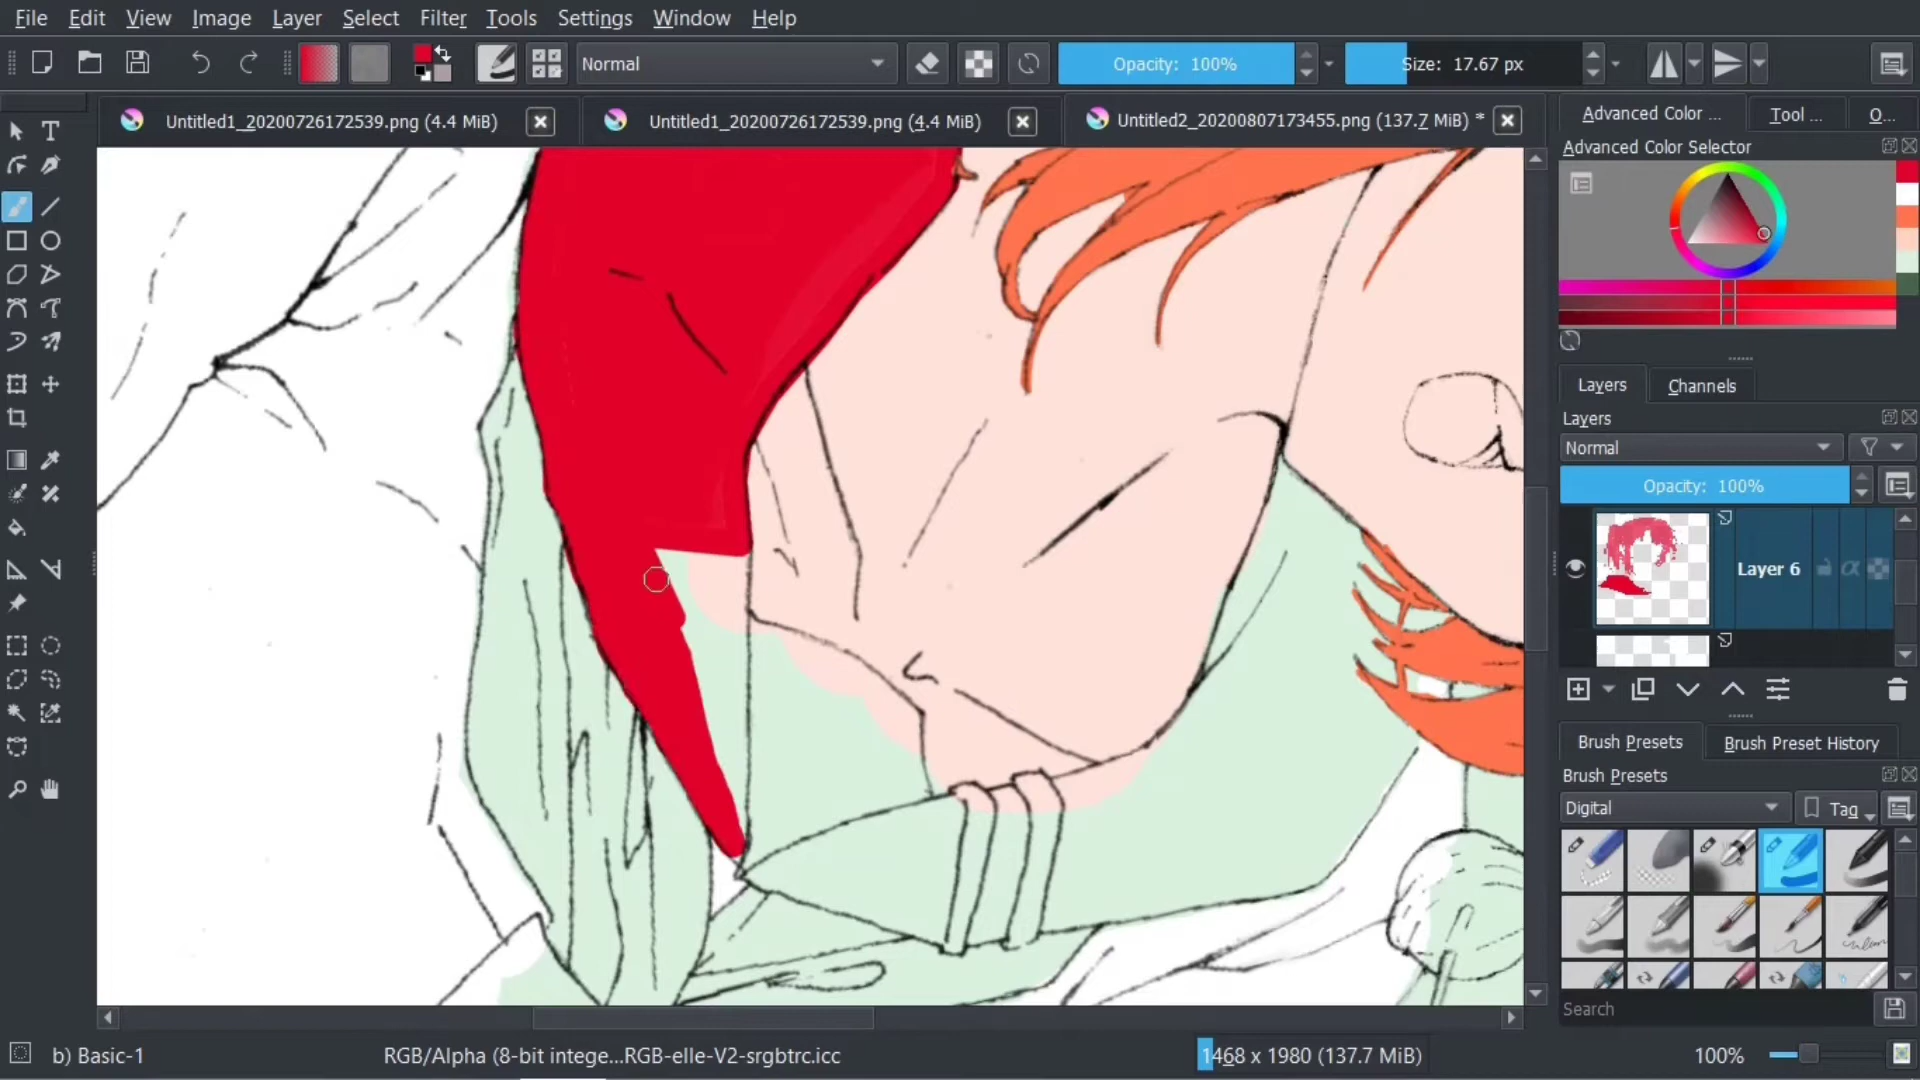 File Edit View Image Layer Select Filter Tools Settings Window Help
Normal Opacity: 100% Size: 17.67 px
Untitled1_20200726172539.png (4.4 MiB) Untitled1_20200726172539.png (4.4 MiB) Untitled2_20200807173455.png (137.7 MiB) *
Advanced Color ... Tool ... O...
Advanced Color Selector
Layers Channels
Layers
Normal
Opacity: 100%
Layer 6
Brush Presets Brush Preset History
Brush Presets
Digital Tag
Search
b) Basic-1 RGB/Alpha (8-bit intege...RGB-elle-V2-srgbtrc.icc 1468 x 1980 (137.7 MiB) 100%